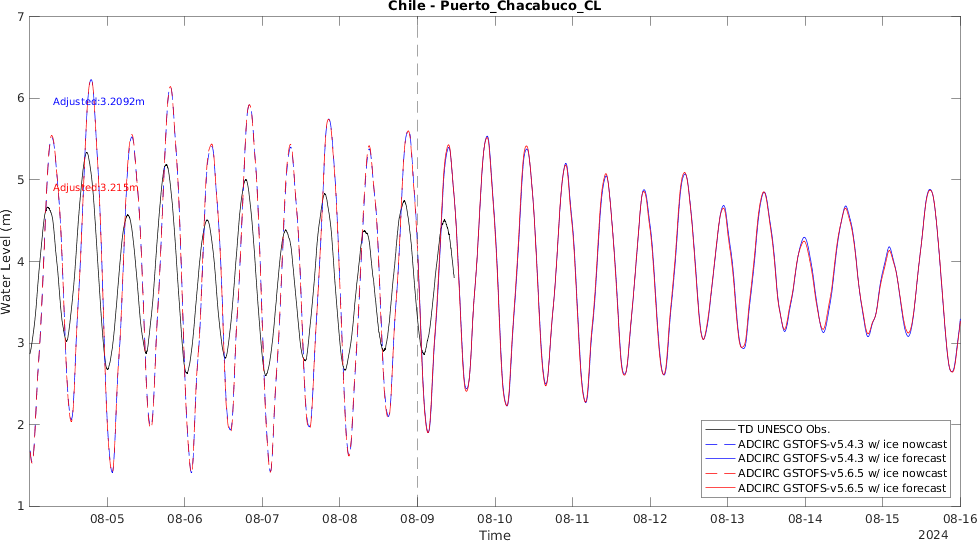 Chile - Puerto_Chacabuco_CL
7
6
5
4
3
2
1
Water Level (m)
Adjusted:3.2092m
Adjusted:3.215m
TD UNESCO Obs.
ADCIRC GSTOFS-v5.4.3 w/ ice nowcast
ADCIRC GSTOFS-v5.4.3 w/ ice forecast
ADCIRC GSTOFS-v5.6.5 w/ ice nowcast
ADCIRC GSTOFS-v5.6.5 w/ ice forecast
08-05 08-06 08-07 08-08 08-09 08-10 08-11 08-12 08-13 08-14 08-15 08-16
Time
2024